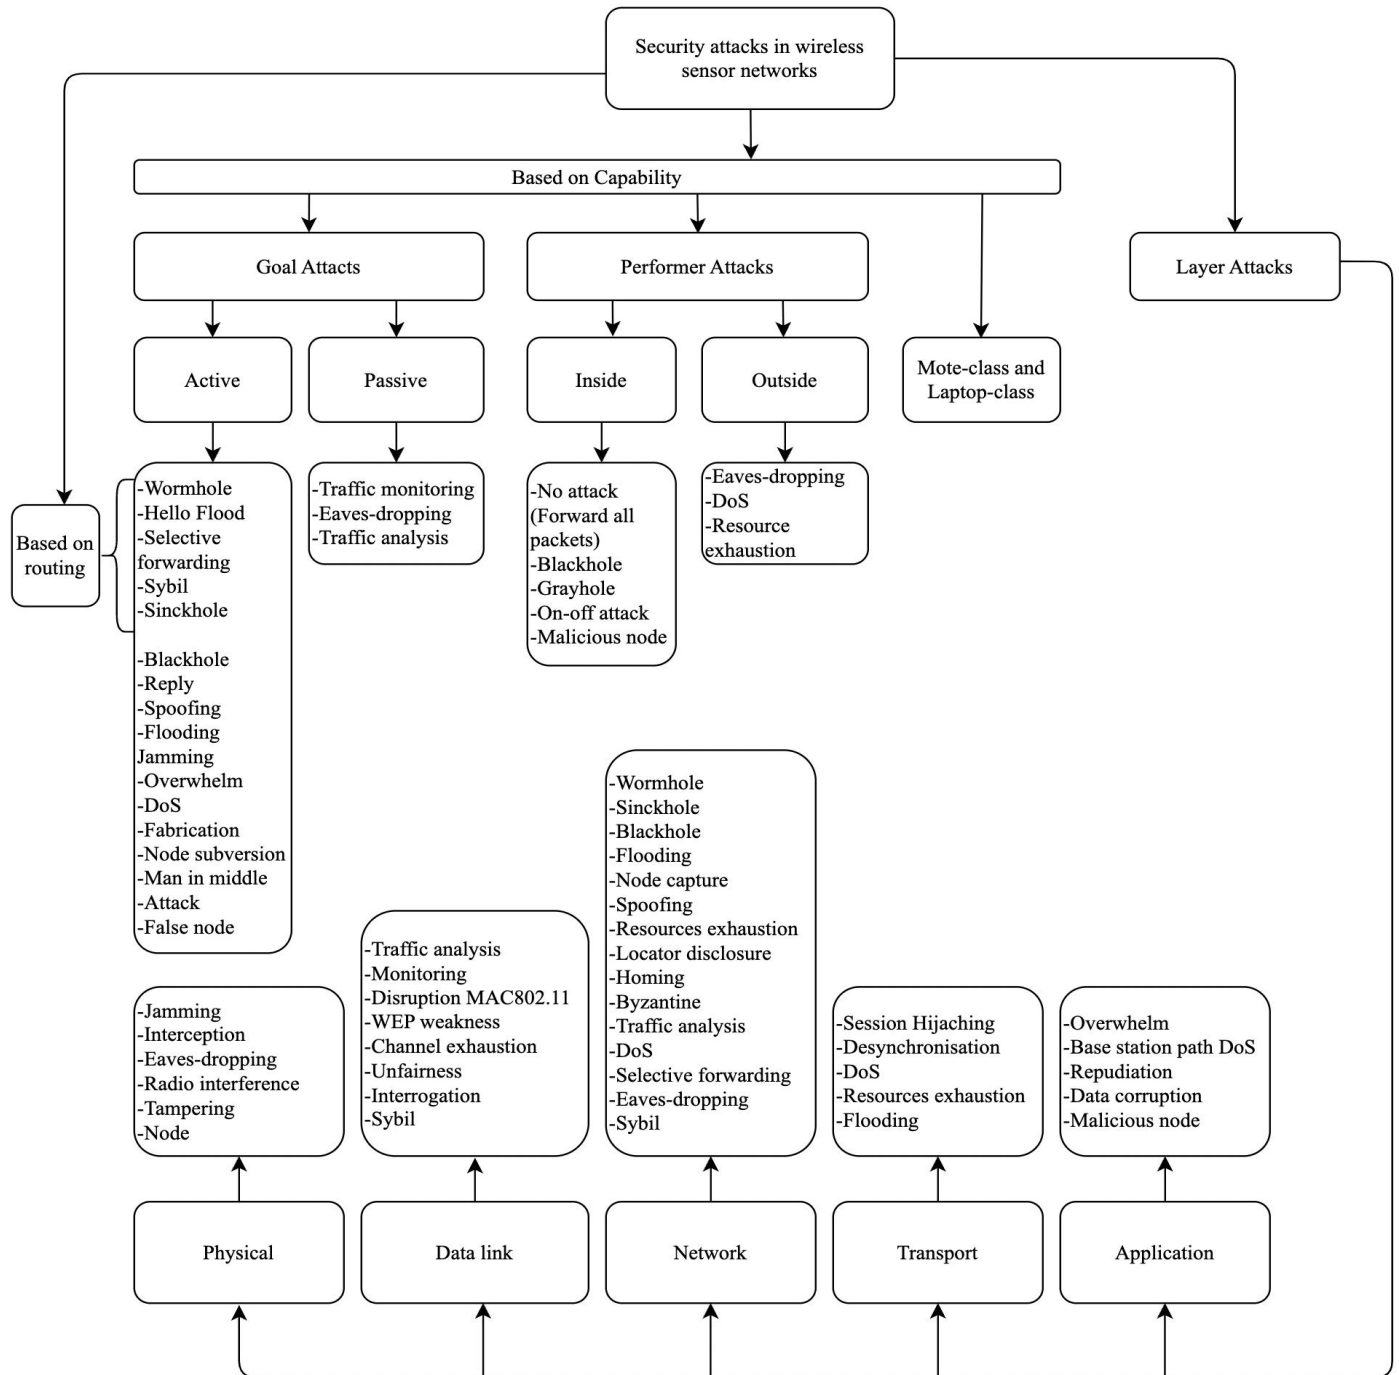 Security attacks in wireless
sensor networks
Based on Capability
Goal Attacts
Performer Attacks
Layer Attacks
Active
Passive
Inside
Outside
Mote-class and
Laptop-class
Based on
routing
-Wormhole
-Hello Flood
-Selective
forwarding
-Sybil
-Sinckhole
-Blackhole
-Reply
-Spoofing
-Flooding
Jamming
-Overwhelm
-DoS
-Fabrication
-Node subversion
-Man in middle
-Attack
-False node
-Traffic monitoring
-Eaves-dropping
-Traffic analysis
-No attack
(Forward all
packets)
-Blackhole
-Grayhole
-On-off attack
-Malicious node
-Eaves-dropping
-DoS
-Resource
exhaustion
-Jamming
-Interception
-Eaves-dropping
-Radio interference
-Tampering
-Node
-Traffic analysis
-Monitoring
-Disruption MAC802.11
-WEP weakness
-Channel exhaustion
-Unfairness
-Interrogation
-Sybil
-Wormhole
-Sinckhole
-Blackhole
-Flooding
-Node capture
-Spoofing
-Resources exhaustion
-Locator disclosure
-Homing
-Byzantine
-Traffic analysis
-DoS
-Selective forwarding
-Eaves-dropping
-Sybil
-Session Hijaching
-Desynchronisation
-DoS
-Resources exhaustion
-Flooding
-Overwhelm
-Base station path DoS
-Repudiation
-Data corruption
-Malicious node
Physical
Data link
Network
Transport
Application